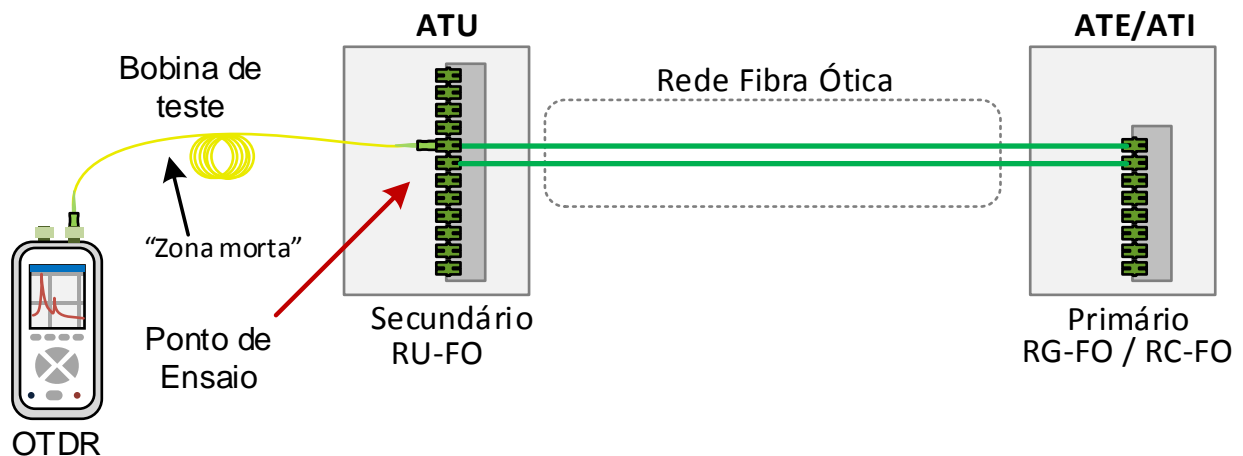 ATU
ATE/ATI
Bobina de
teste
Rede Fibra Ótica
“Zona morta”
Ponto de
Ensaio
Secundário
RU-FO
Primário
RG-FO / RC-FO
OTDR